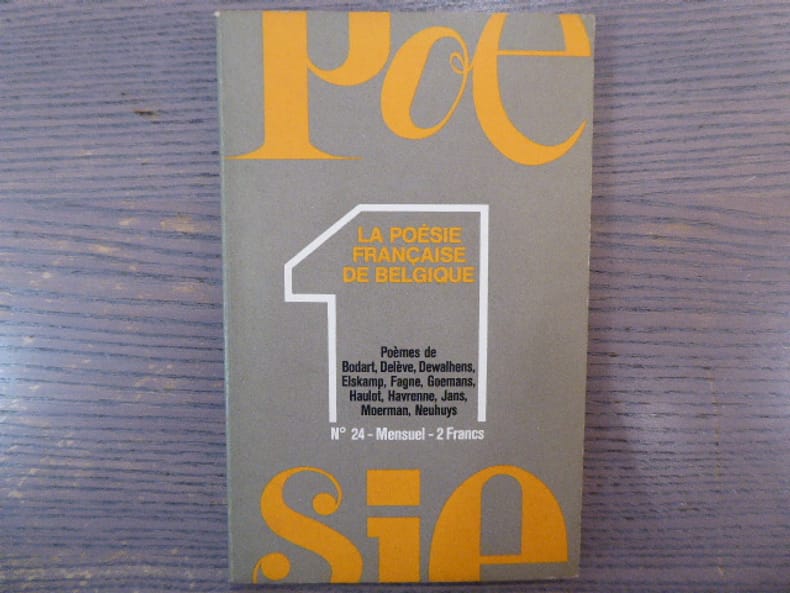 Poe
1
LA POÉSIE
FRANÇAISE
DE BELGIQUE
Poèmes de
Bodart, Delève, Dewalhens,
Elskamp, Fagne, Goemans,
Haulot, Havrenne, Jans,
Moerman, Neuhuys
N° 24 - Mensuel - 2 Francs
sie